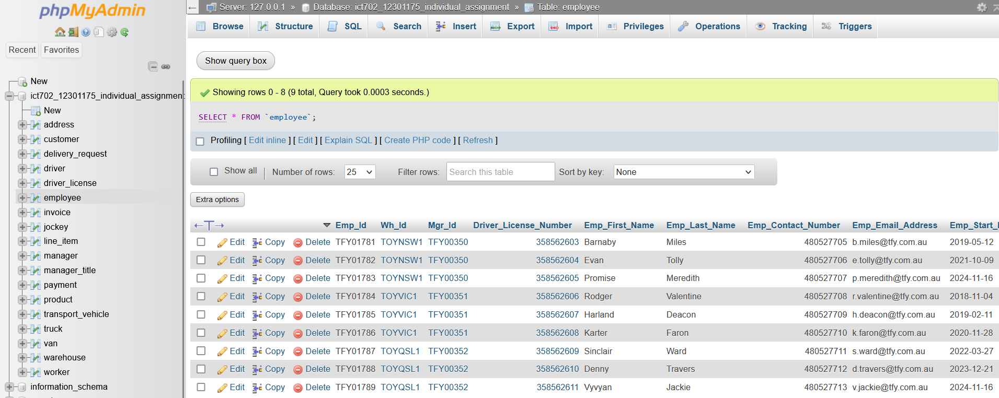 phpMyAdmin
Recent Favorites
New
ict702_12301175_individual_assignment
New
address
customer
delivery_request
driver
driver_license
employee
invoice
jockey
line_item
manager
manager_title
payment
product
transport_vehicle
truck
van
warehouse
worker
information_schema
Server: 127.0.0.1 » Database: ict702_12301175_individual_assignment » Table: employee
Browse Structure SQL Search Insert Export Import Privileges Operations Tracking Triggers
Show query box
Showing rows 0 - 8 (9 total, Query took 0.0003 seconds.)
SELECT * FROM `employee`;
Profiling [ Edit inline ] [ Edit ] [ Explain SQL ] [ Create PHP code ] [ Refresh ]
Show all Number of rows: 25 Filter rows: Search this table Sort by key: None
Extra options
Emp_Id Wh_Id Mgr_Id Driver_License_Number Emp_First_Name Emp_Last_Name Emp_Contact_Number Emp_Email_Address Emp_Start_
Edit Copy Delete TFY01781 TOYNSW1 TFY00350 358562603 Barnaby Miles 480527705 b.miles@tfy.com.au 2019-05-12
Edit Copy Delete TFY01782 TOYNSW1 TFY00350 358562604 Evan Tolly 480527706 e.tolly@tfy.com.au 2021-10-09
Edit Copy Delete TFY01783 TOYNSW1 TFY00350 358562605 Promise Meredith 480527707 p.meredith@tfy.com.au 2024-11-16
Edit Copy Delete TFY01784 TOYVIC1 TFY00351 358562606 Rodger Valentine 480527708 r.valentine@tfy.com.au 2018-11-04
Edit Copy Delete TFY01785 TOYVIC1 TFY00351 358562607 Harland Deacon 480527709 h.deacon@tfy.com.au 2019-02-11
Edit Copy Delete TFY01786 TOYVIC1 TFY00351 358562608 Karter Faron 480527710 k.faron@tfy.com.au 2020-11-28
Edit Copy Delete TFY01787 TOYQSL1 TFY00352 358562609 Sinclair Ward 480527711 s.ward@tfy.com.au 2022-03-27
Edit Copy Delete TFY01788 TOYQSL1 TFY00352 358562610 Denny Travers 480527712 d.travers@tfy.com.au 2023-12-21
Edit Copy Delete TFY01789 TOYQSL1 TFY00352 358562611 Vyvyan Jackie 480527713 v.jackie@tfy.com.au 2024-11-16